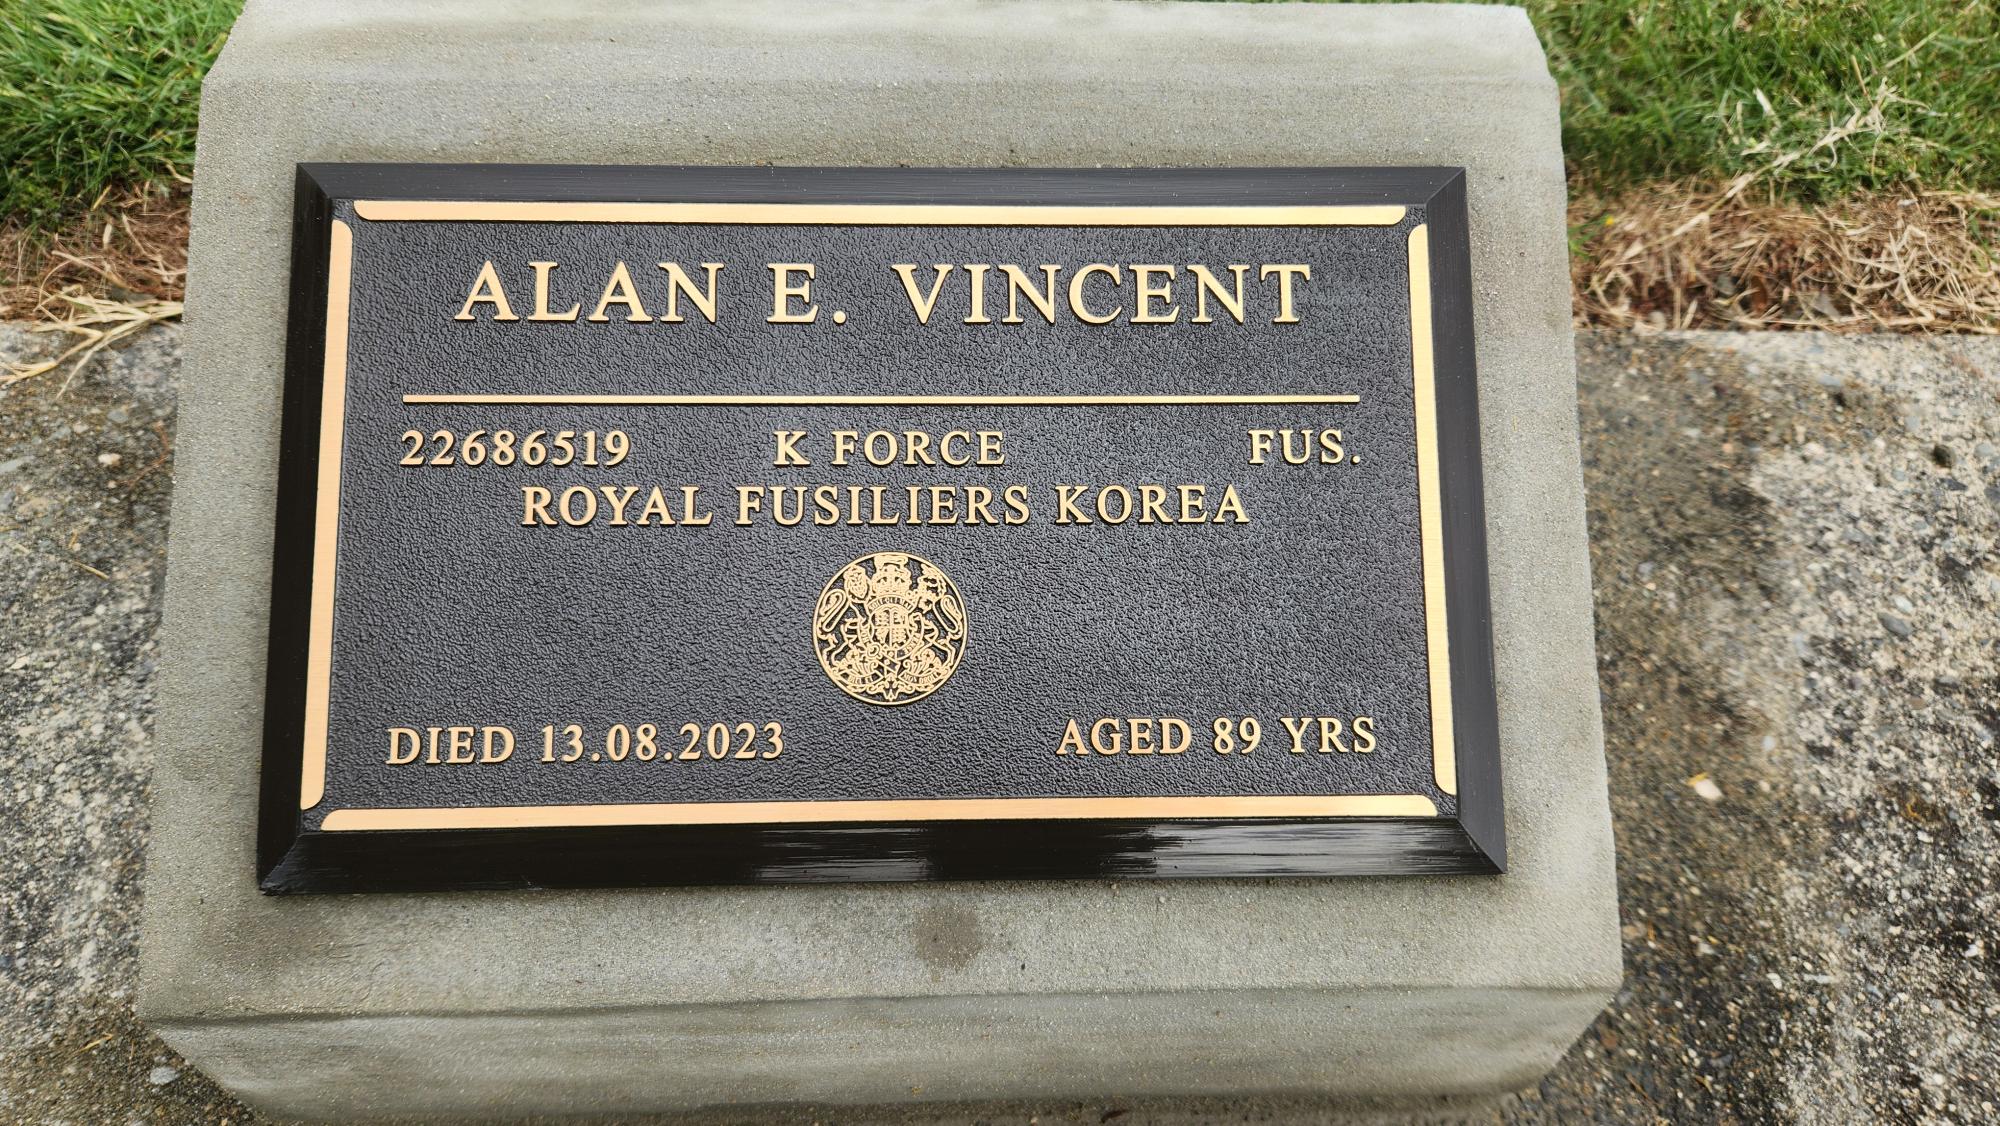 ALAN E. VINCENT
22686519 K FORCE FUS.
ROYAL FUSILIERS KOREA
DIED 13.08.2023 AGED 89 YRS